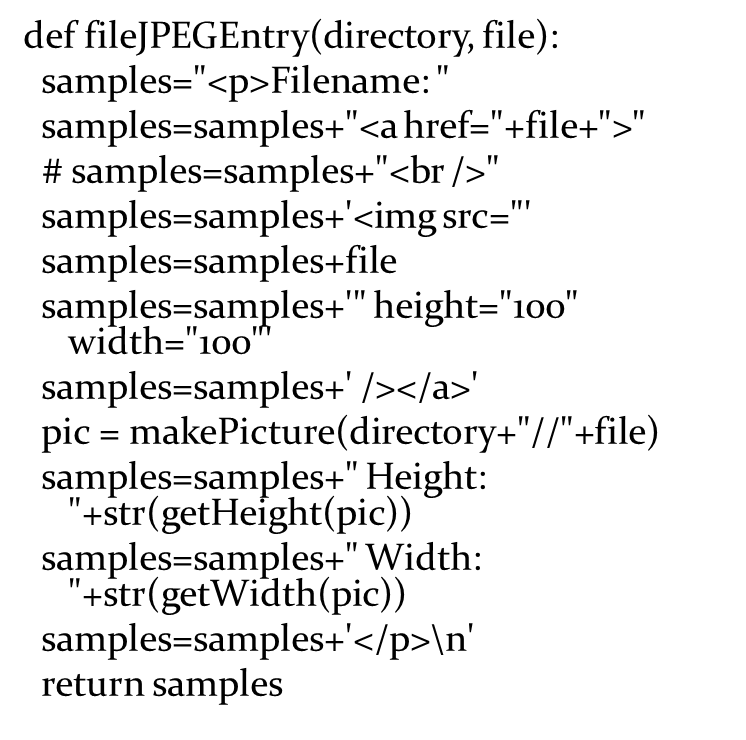 def fileJPEGEntry(directory, file):
samples="<p>Filename: "
samples=samples+"<a href="+file+">"
# samples=samples+"<br />"
samples=samples+'<img src="'
samples=samples+file
samples=samples+'" height="100"
width="100"'
samples=samples+' /></a>'
pic = makePicture(directory+"//"+file)
samples=samples+" Height:
"+str(getHeight(pic))
samples=samples+" Width:
"+str(getWidth(pic))
samples=samples+'</p>\n'
return samples